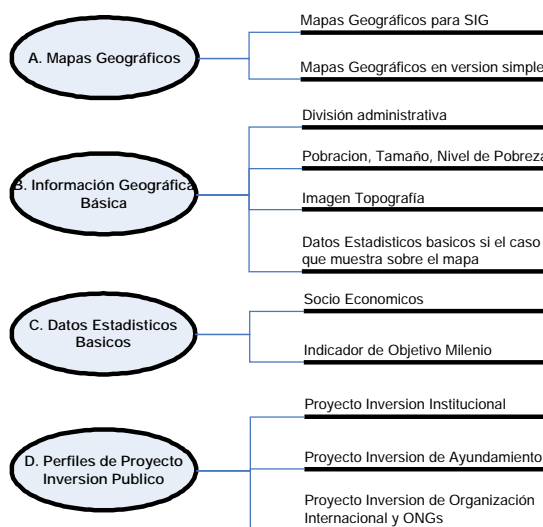 A. Mapas Geográficos
Mapas Geográficos para SIG
Mapas Geográficos en version simple
B. Información Geográfica
Básica
División administrativa
Pobracion, Tamaño, Nivel de Pobreza
Imagen Topografía
Datos Estadisticos basicos si el caso
que muestra sobre el mapa
C. Datos Estadisticos
Basicos
Socio Economicos
Indicador de Objetivo Milenio
D. Perfiles de Proyecto
Inversion Publico
Proyecto Inversion Institucional
Proyecto Inversion de Ayundamiento
Proyecto Inversion de Organización
Internacional y ONGs